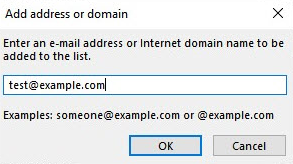 Add address or domain
Enter an e-mail address or Internet domain name to be
added to the list.
test@example.com
Examples: someone@example.com or @example.com
OK
Cancel